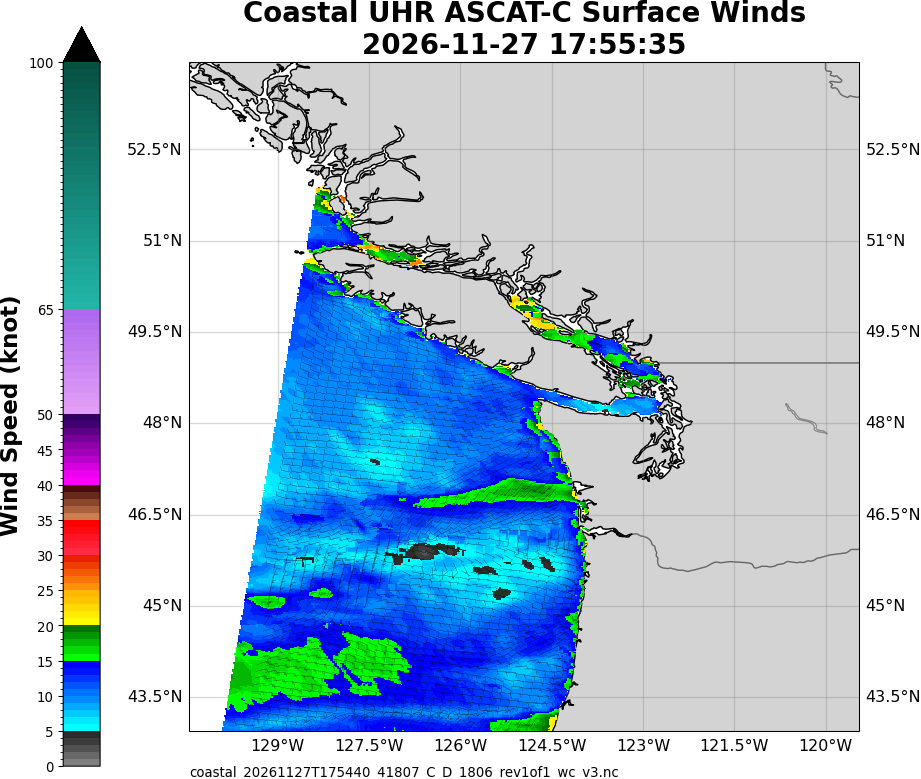 Coastal UHR ASCAT-C Surface Winds
2026-11-27 17:55:35
Wind Speed (knot)
100
65
50
45
40
35
30
25
20
15
10
5
0
52.5°N
51°N
49.5°N
48°N
46.5°N
45°N
43.5°N
52.5°N
51°N
49.5°N
48°N
46.5°N
45°N
43.5°N
129°W 127.5°W 126°W 124.5°W 123°W 121.5°W 120°W
coastal_20261127T175440_41807_C_D_1806_rev1of1_wc_v3.nc